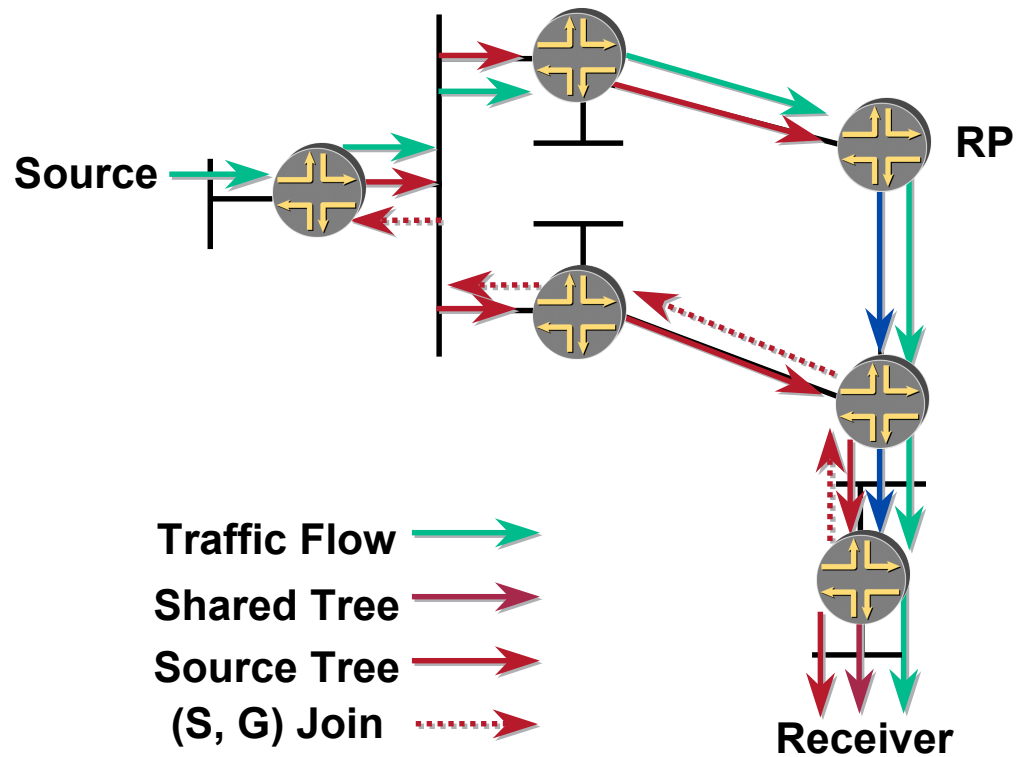 RP
Source
Traffic Flow
Shared Tree
Source Tree
(S, G) Join
Receiver